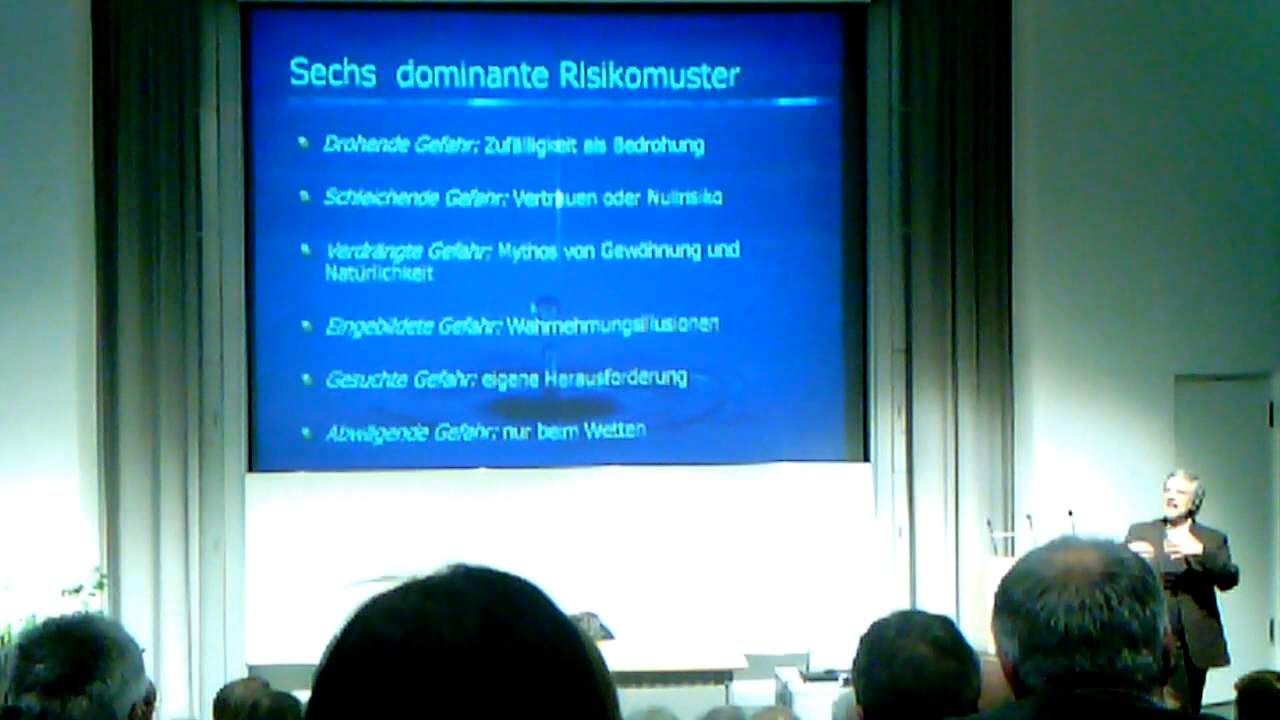 Sechs dominante Risikomuster
Drohende Gefahr: Zufälligkeit als Bedrohung
Schleichende Gefahr: Vertrauen oder Nullrisiko
Verdrängte Gefahr: Mythos von Gewöhnung und
Natürlichkeit
Eingebildete Gefahr: Wahrnehmungsillusionen
Gesuchte Gefahr: eigene Herausforderung
Abwägende Gefahr: nur beim Wetten